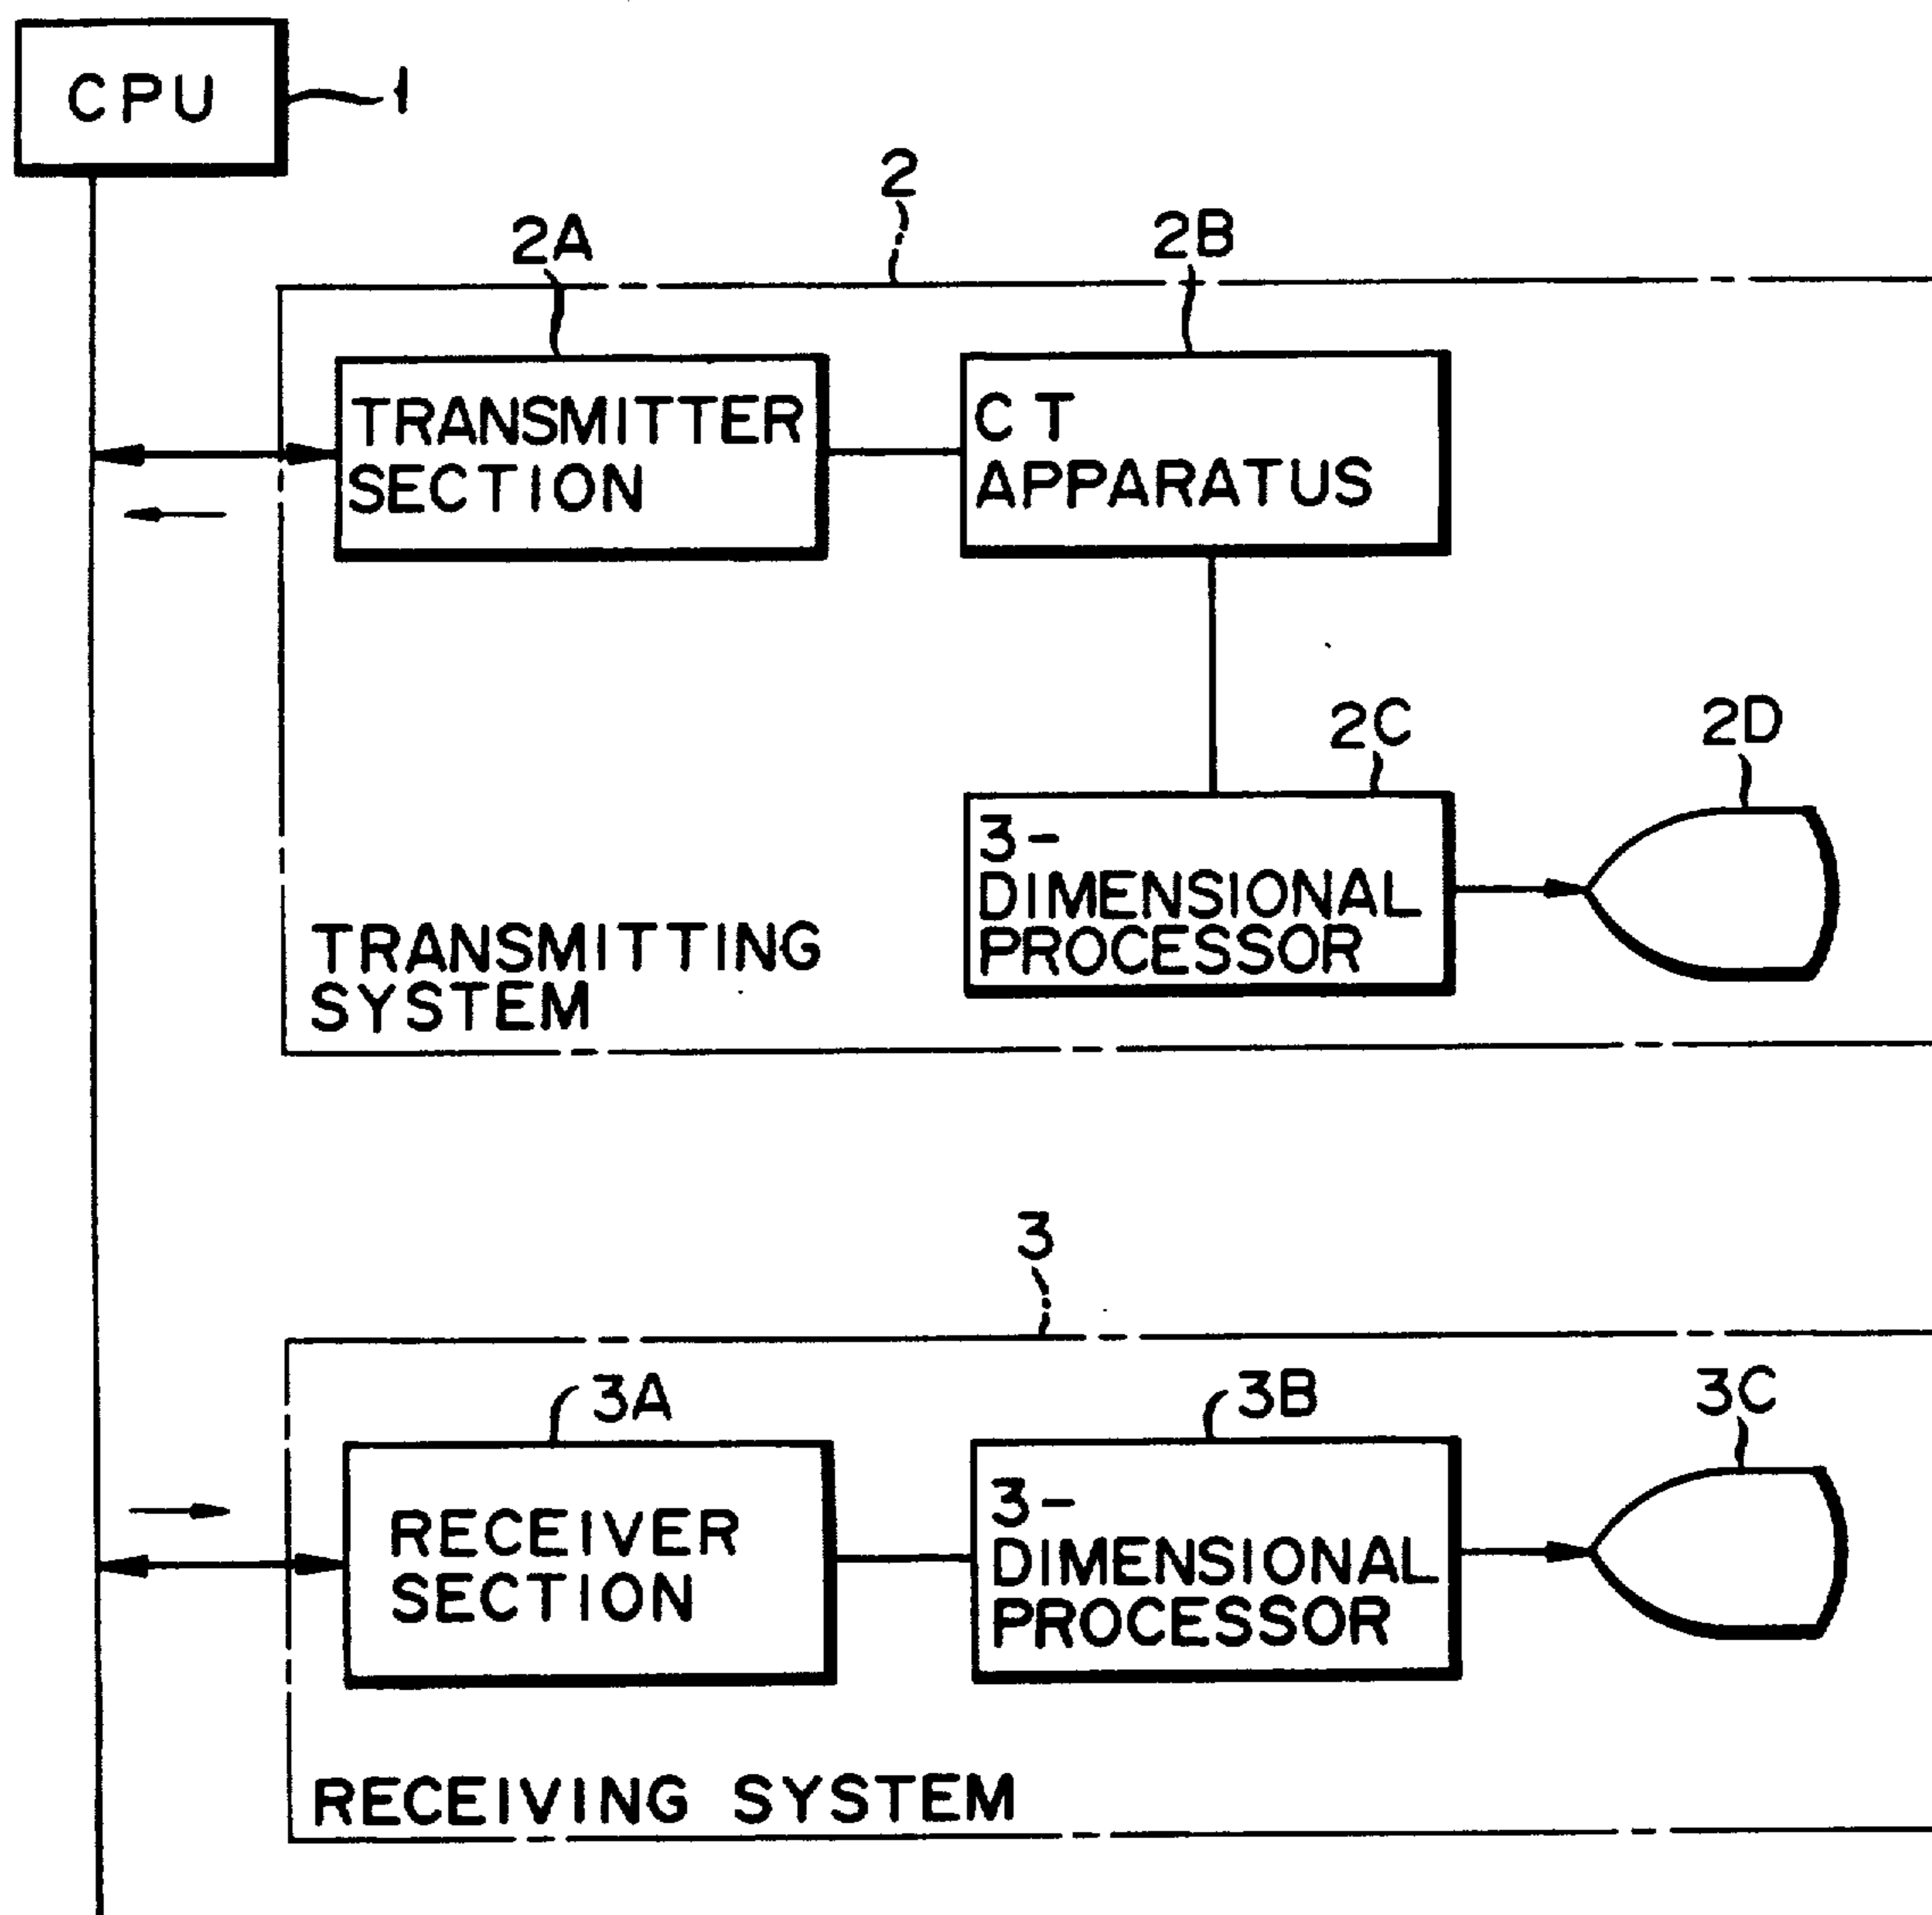 CPU
1
2
2A
2B
TRANSMITTER
SECTION
CT
APPARATUS
2C
2D
3-
DIMENSIONAL
PROCESSOR
TRANSMITTING
SYSTEM
3
3A
3B
3C
RECEIVER
SECTION
3-
DIMENSIONAL
PROCESSOR
RECEIVING SYSTEM